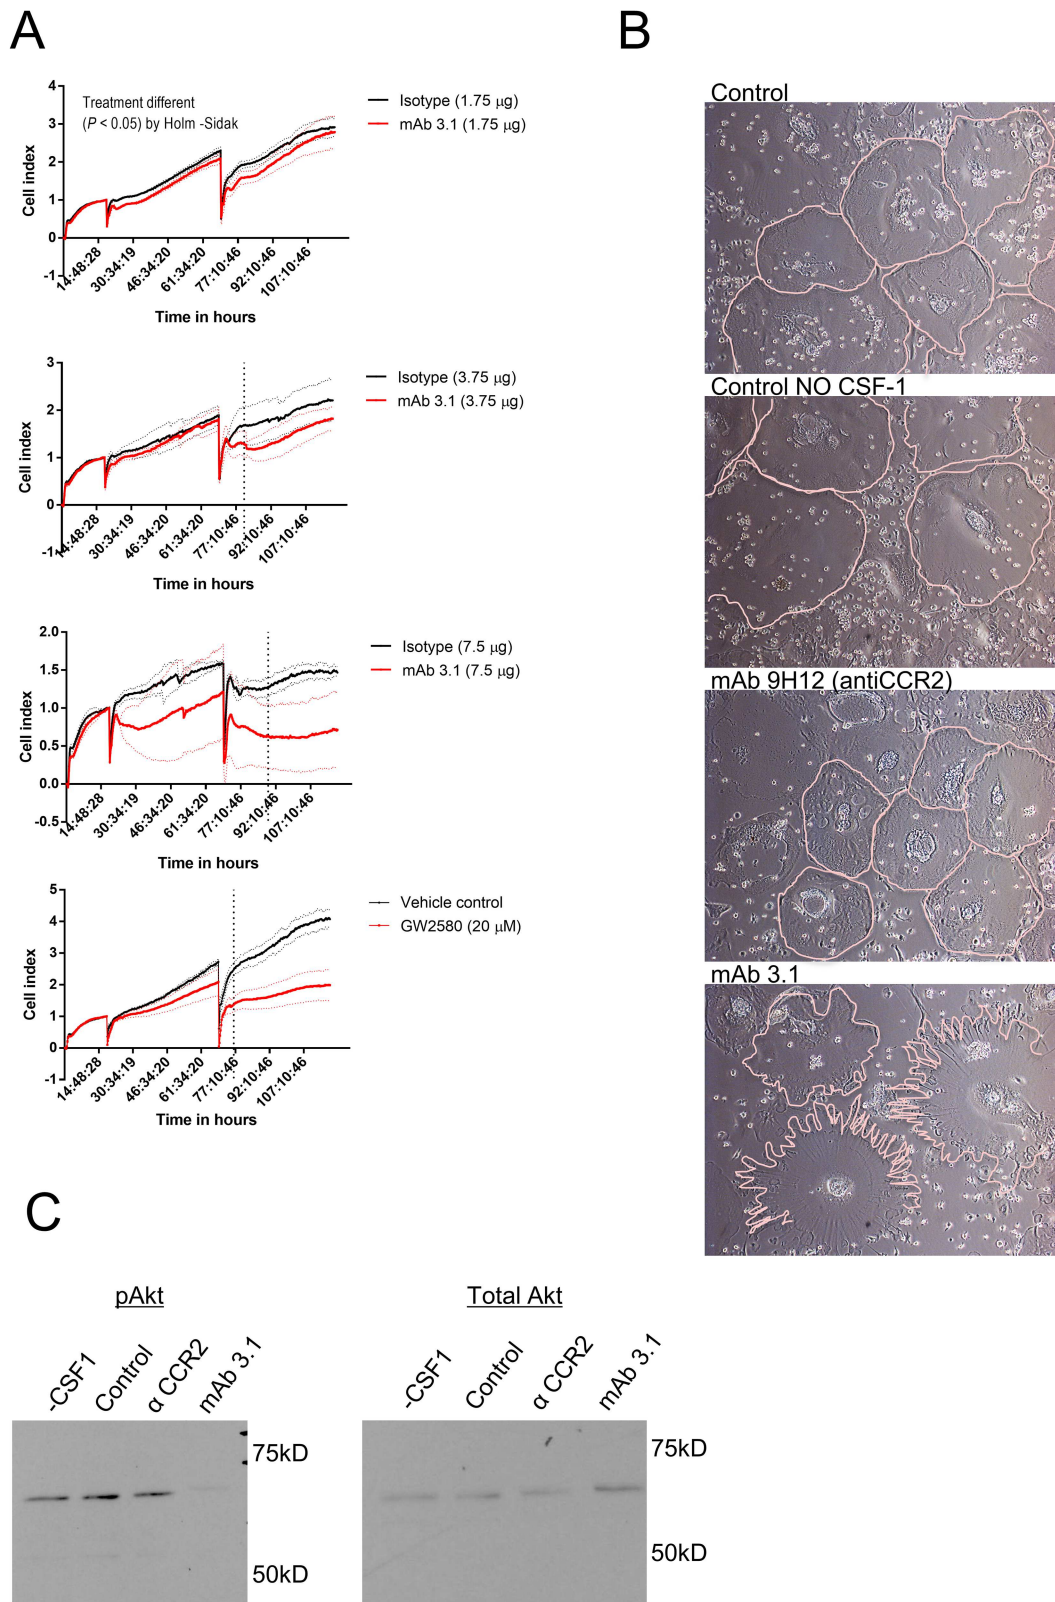 A
4
3
2
1
0
-1
Cell index
Treatment different
(P < 0.05) by Holm -Sidak
Isotype (1.75 µg)
mAb 3.1 (1.75 µg)
14:48:28
30:34:19
46:34:20
61:34:20
77:10:46
92:10:46
107:10:46
Time in hours
3
2
1
0
-1
Cell index
Isotype (3.75 µg)
mAb 3.1 (3.75 µg)
14:48:28
30:34:19
46:34:20
61:34:20
77:10:46
92:10:46
107:10:46
Time in hours
2.0
1.5
1.0
0.5
0.0
-0.5
Cell index
Isotype (7.5 µg)
mAb 3.1 (7.5 µg)
14:48:28
30:34:19
46:34:20
61:34:20
77:10:46
92:10:46
107:10:46
Time in hours
5
4
3
2
1
0
-1
Cell index
Vehicle control
GW2580 (20 µM)
14:48:28
30:34:19
46:34:20
61:34:20
77:10:46
92:10:46
107:10:46
Time in hours
B
Control
Control NO CSF-1
mAb 9H12 (antiCCR2)
mAb 3.1
C
pAkt
-CSF1
Control
α CCR2
mAb 3.1
75kD
50kD
Total Akt
-CSF1
Control
α CCR2
mAb 3.1
75kD
50kD